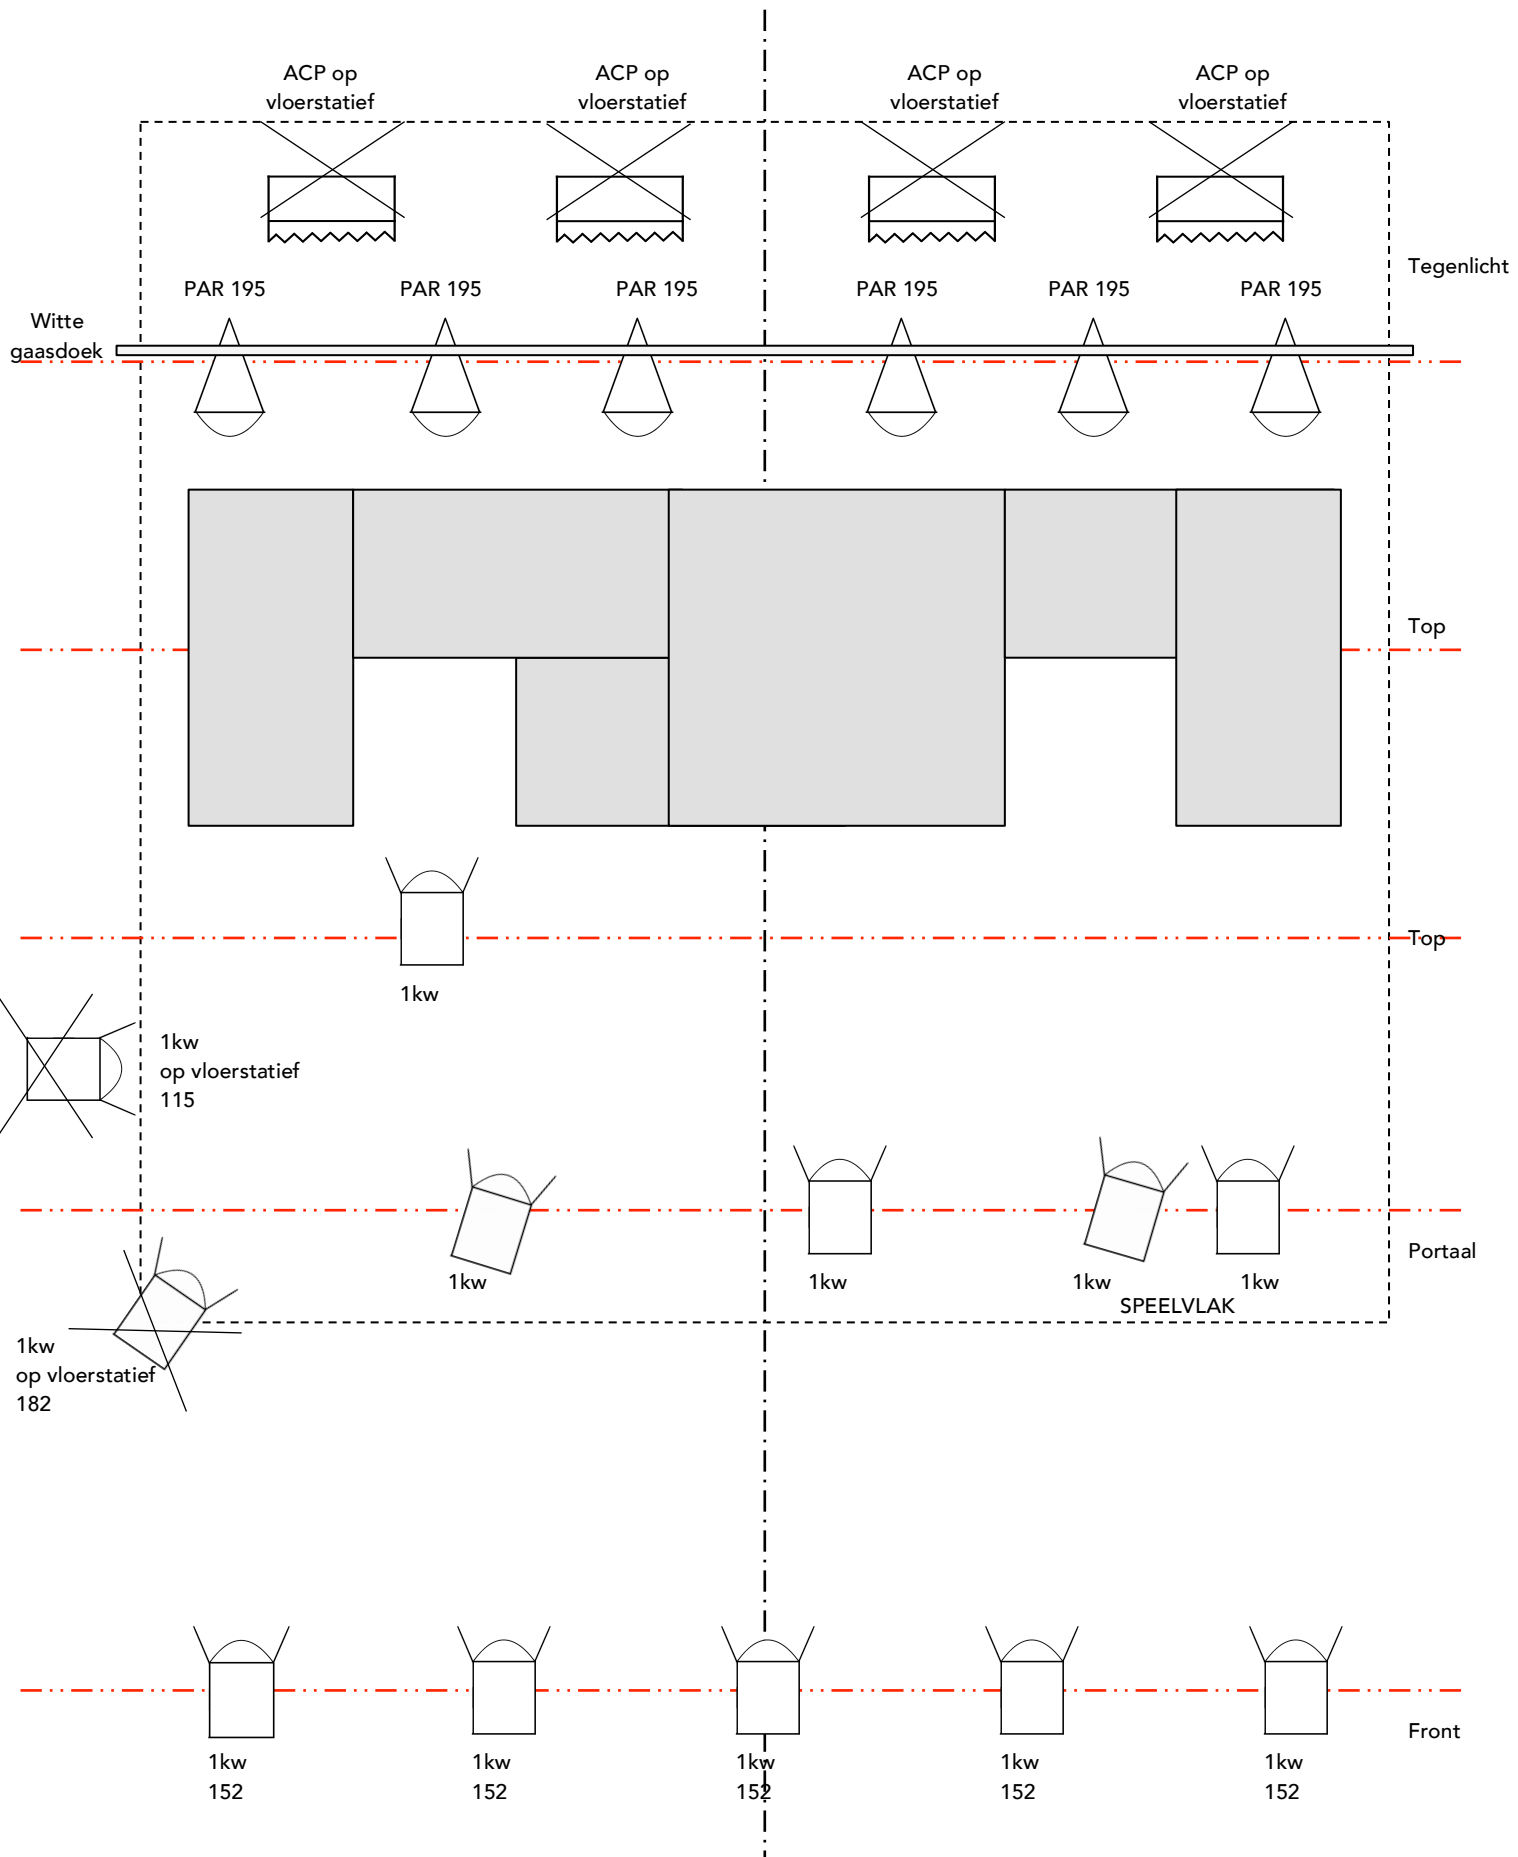 ACP op
vloerstatief
ACP op
vloerstatief
ACP op
vloerstatief
ACP op
vloerstatief
Tegenlicht
PAR 195
PAR 195
PAR 195
PAR 195
PAR 195
PAR 195
Witte
gaasdoek
Top
Top
1kw
1kw
op vloerstatief
115
Portaal
1kw
1kw
1kw
1kw
SPEELVLAK
1kw
op vloerstatief
182
Front
1kw
152
1kw
152
1kw
152
1kw
152
1kw
152